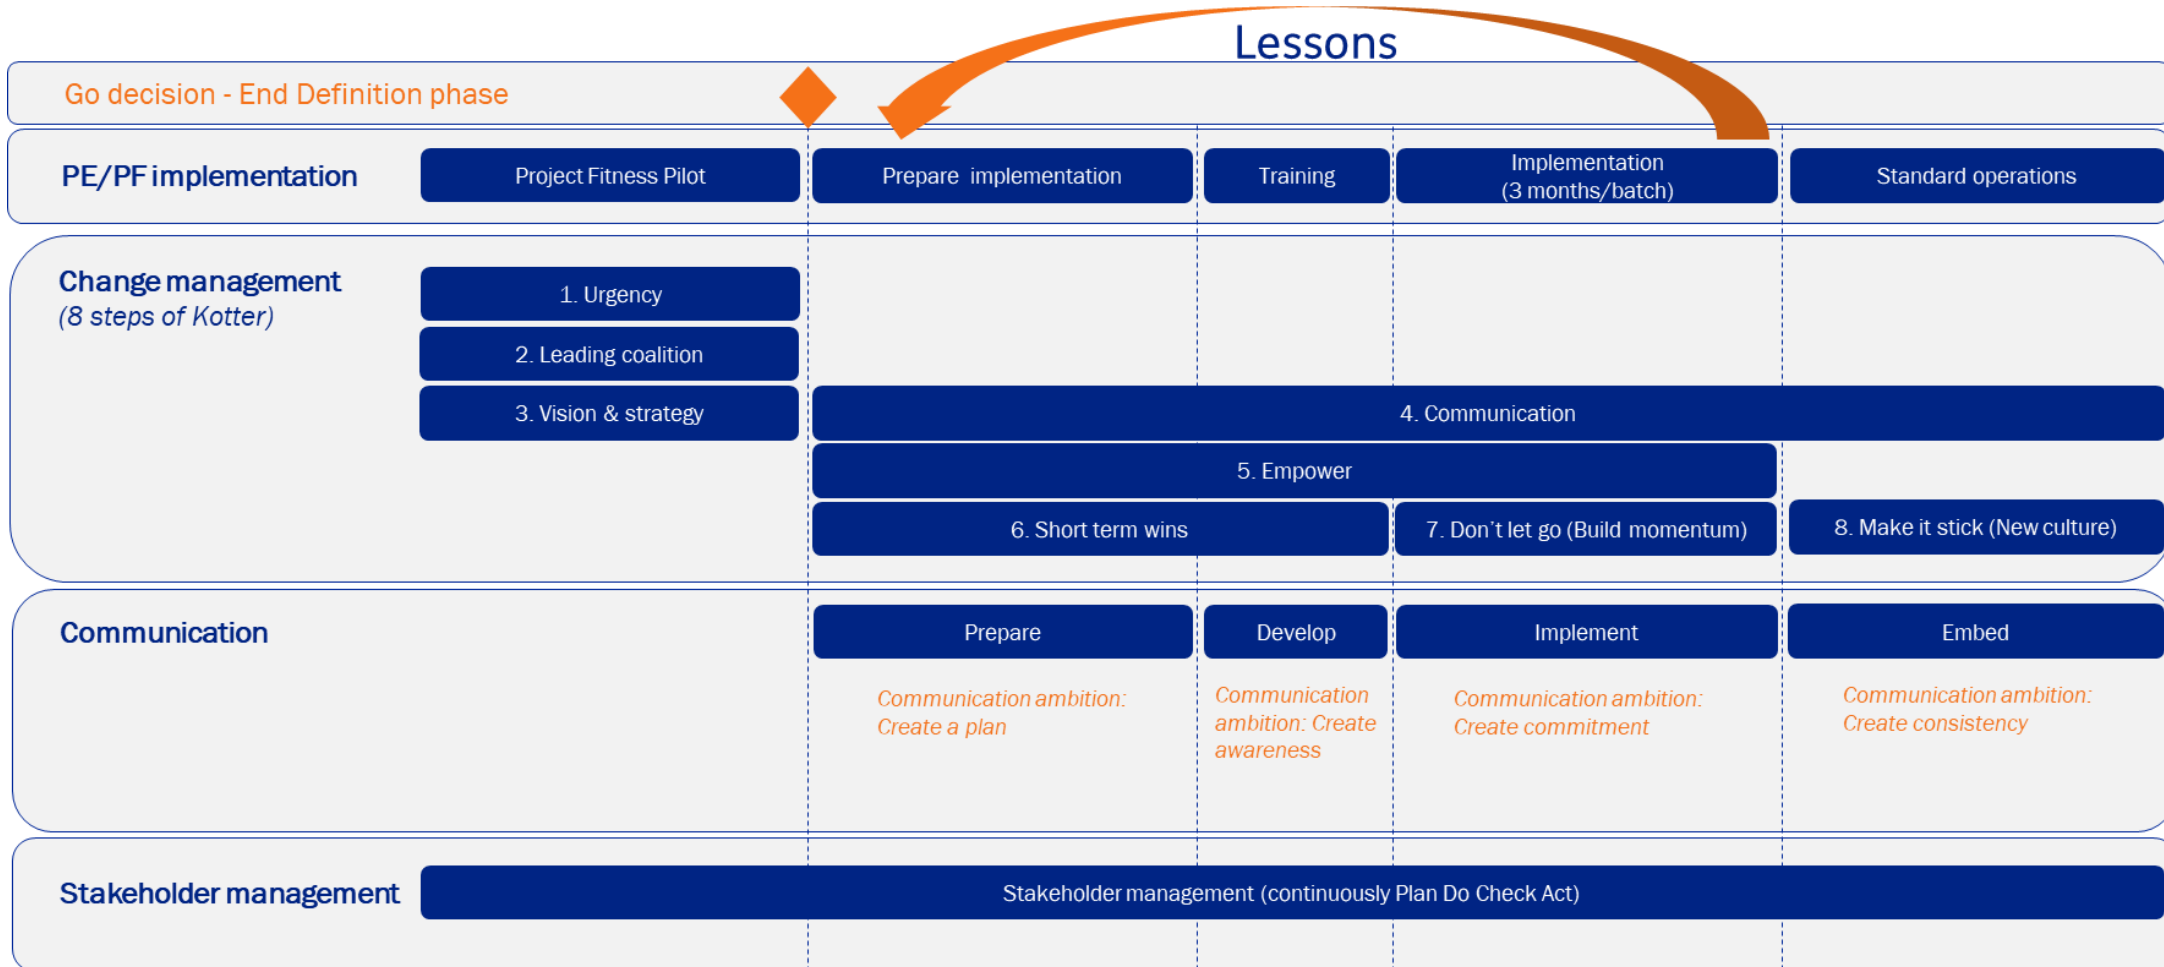 Lessons
Go decision - End Definition phase
PE/PF implementation
Project Fitness Pilot
Prepare implementation
Training
Implementation
(3 months/batch)
Standard operations
Change management
(8 steps of Kotter)
1. Urgency
2. Leading coalition
3. Vision & strategy
4. Communication
5. Empower
6. Short term wins
7. Don't let go (Build momentum)
8. Make it stick (New culture)
Communication
Prepare
Develop
Implement
Embed
Communication ambition:
Create a plan
Communication
ambition: Create
awareness
Communication ambition:
Create commitment
Communication ambition:
Create consistency
Stakeholder management
Stakeholder management (continuously Plan Do Check Act)